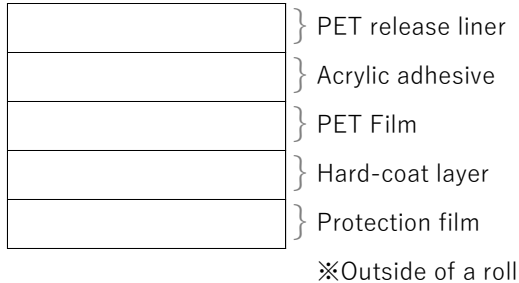 PET release liner
Acrylic adhesive
PET Film
Hard-coat layer
Protection film
※Outside of a roll